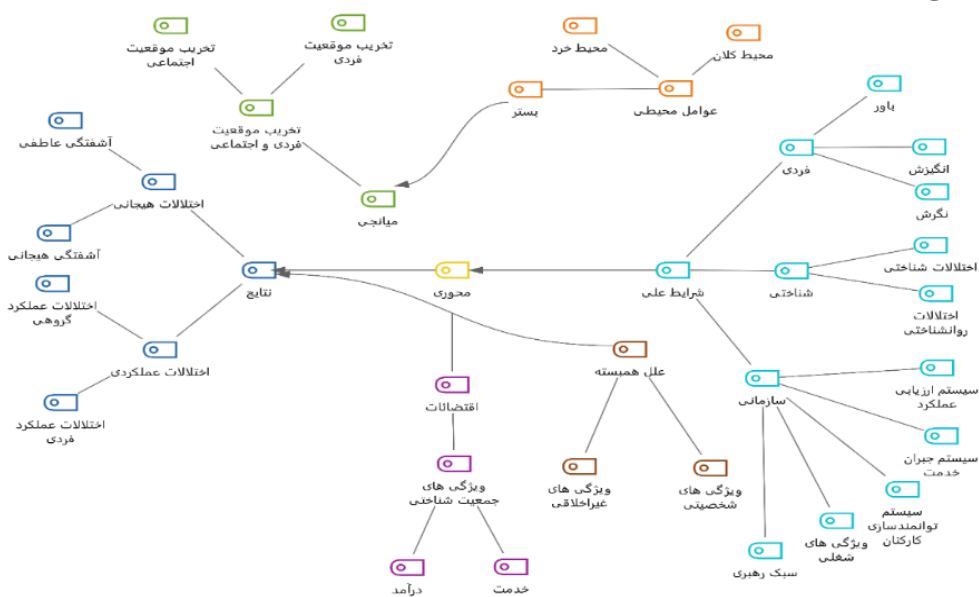 تخریب موقعیت
اجتماعی
تخریب موقعیت
فردی
محیط خرد
محیط کلان
باور
بستر
عوامل محیطی
آشفتگی عاطفی
تخریب موقعیت
فردی و اجتماعی
فردی
انگیزش
اختلالات هیجانی
میانجی
نگرش
آشفتگی هیجانی
اختلالات شناختی
نتایج
محوری
شرایط علی
شناختی
اختلالات عملکرد
گروهی
اختلالات
روانشناختی
اختلالات عملکردی
علل همبسته
سیستم ارزیابی
عملکرد
اقتضائات
سازمانی
اختلالات عملکرد
فردی
سیستم جبران
خدمت
ویژگی های
جمعیت شناختی
ویژگی های
غیراخلاقی
ویژگی های
شخصیتی
سیستم
توانمندسازی
کارکنان
ویژگی های
شغلی
سبک رهبری
خدمت
درآمد